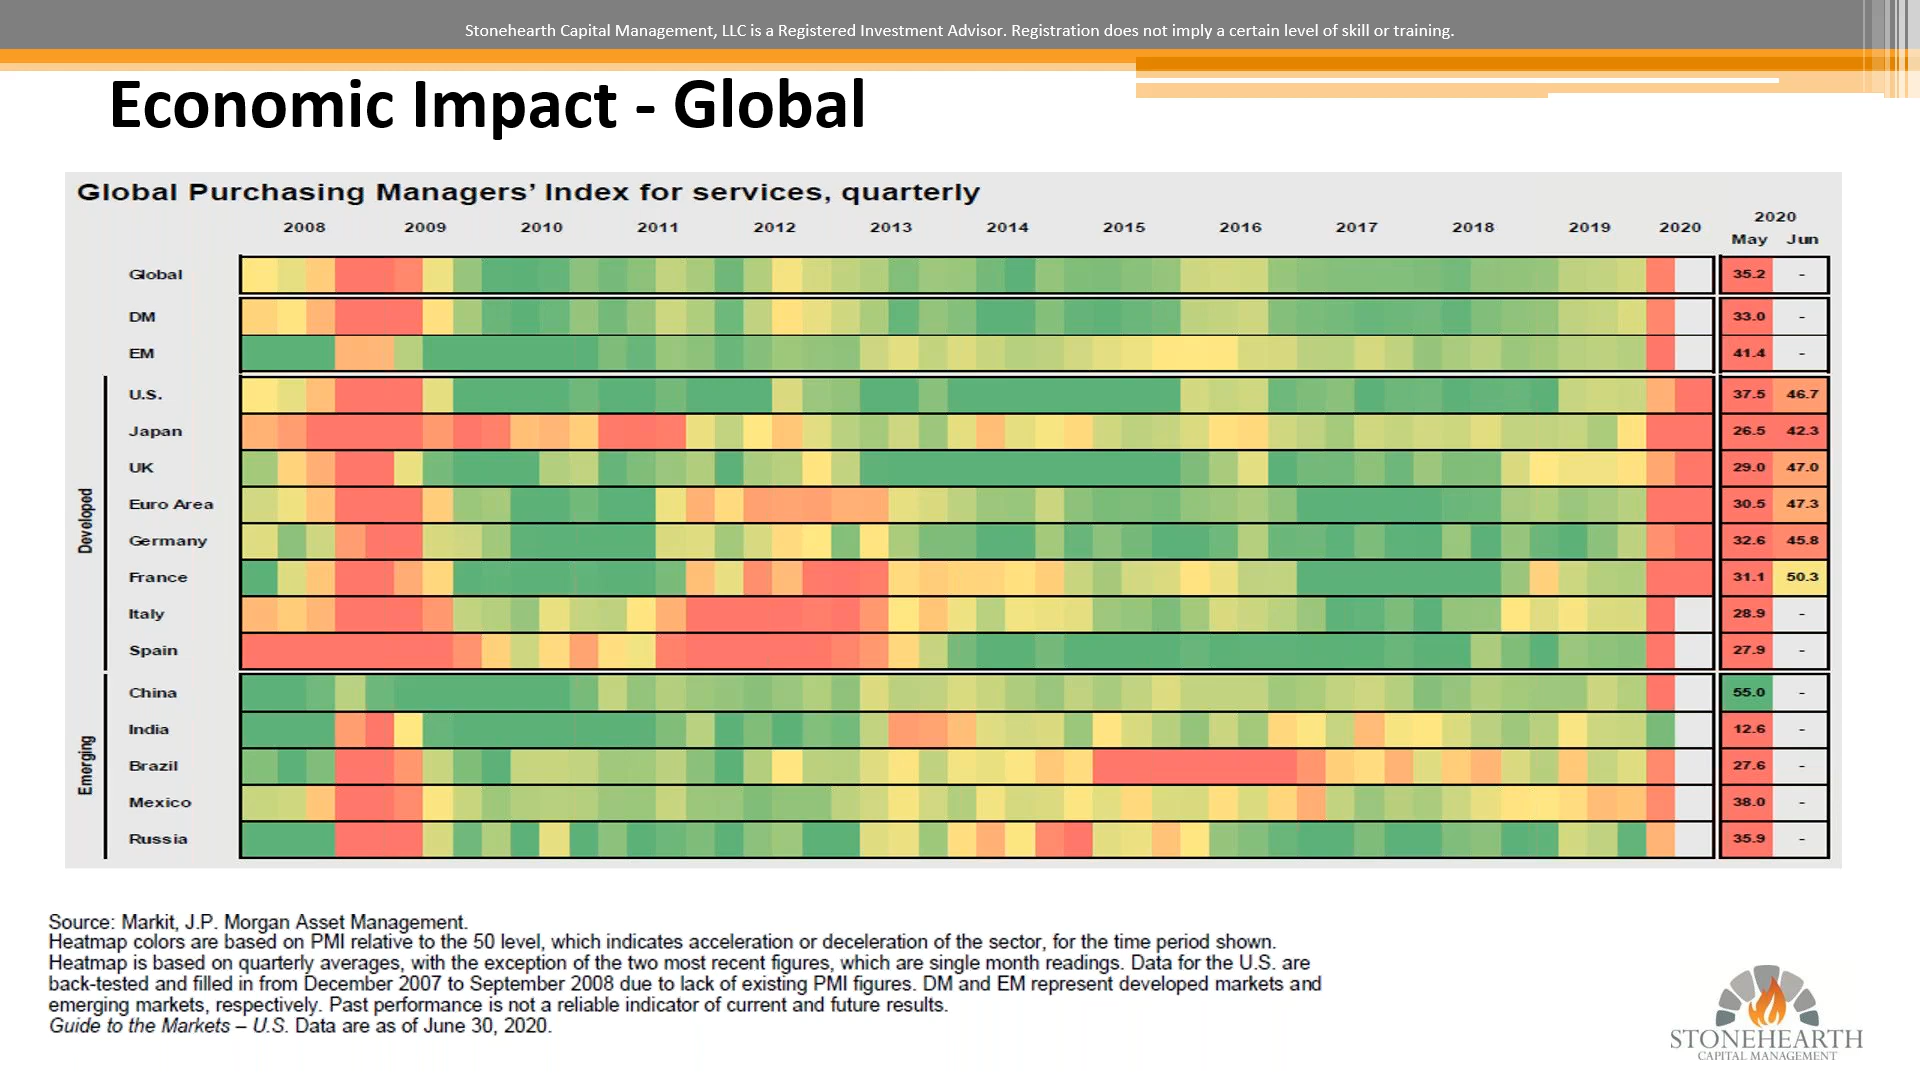 Stonehearth Capital Management, LLC is a Registered Investment Advisor. Registration does not imply a certain level of skill or training.
Economic Impact - Global
Global Purchasing Managers’ Index for services, quarterly
2008 2009 2010 2011 2012 2013 2014 2015 2016 2017 2018 2019 2020 2020
May Jun
Global 35.2 -
DM 33.0 -
EM 41.4 -
Developed
U.S. 37.5 46.7
Japan 26.5 42.3
UK 29.0 47.0
Euro Area 30.5 47.3
Germany 32.6 45.8
France 31.1 50.3
Italy 28.9 -
Spain 27.9 -
Emerging
China 55.0 -
India 12.6 -
Brazil 27.6 -
Mexico 38.0 -
Russia 35.9 -
Source: Markit, J.P. Morgan Asset Management.
Heatmap colors are based on PMI relative to the 50 level, which indicates acceleration or deceleration of the sector, for the time period shown.
Heatmap is based on quarterly averages, with the exception of the two most recent figures, which are single month readings. Data for the U.S. are
back-tested and filled in from December 2007 to September 2008 due to lack of existing PMI figures. DM and EM represent developed markets and
emerging markets, respectively. Past performance is not a reliable indicator of current and future results.
Guide to the Markets – U.S. Data are as of June 30, 2020.
STONEHEARTH
CAPITAL MANAGEMENT